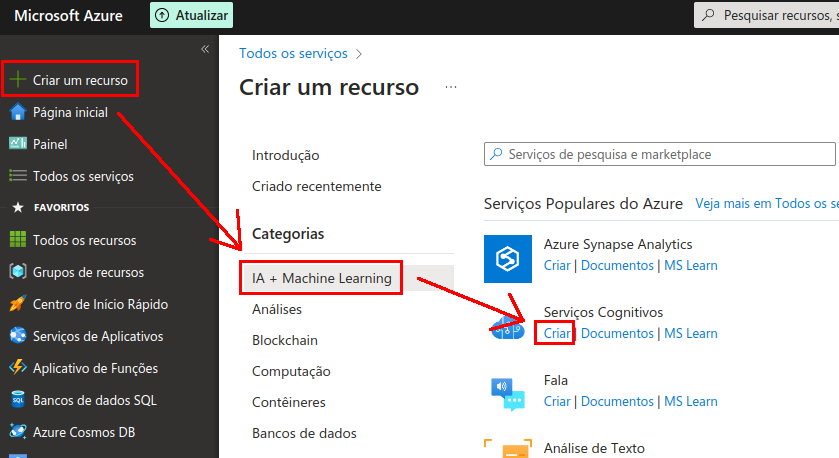 Microsoft Azure
Atualizar
Pesquisar recursos, s
«
Criar um recurso
Página inicial
Painel
Todos os serviços
FAVORITOS
Todos os recursos
Grupos de recursos
Centro de Início Rápido
Serviços de Aplicativos
Aplicativo de Funções
Bancos de dados SQL
Azure Cosmos DB
Todos os serviços >
Criar um recurso ...
Introdução
Criado recentemente
Categorias
IA + Machine Learning
Análises
Blockchain
Computação
Contêineres
Bancos de dados
Serviços de pesquisa e marketplace
Serviços Populares do Azure Veja mais em Todos os se
Azure Synapse Analytics
Criar | Documentos | MS Learn
Serviços Cognitivos
Criar | Documentos | MS Learn
Fala
Criar | Documentos | MS Learn
Análise de Texto